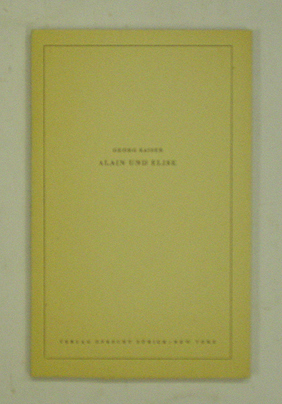 GEORG KAISER
ALAIN UND ELISE
VERLAG OPRECHT ZÜRICH / NEW YORK